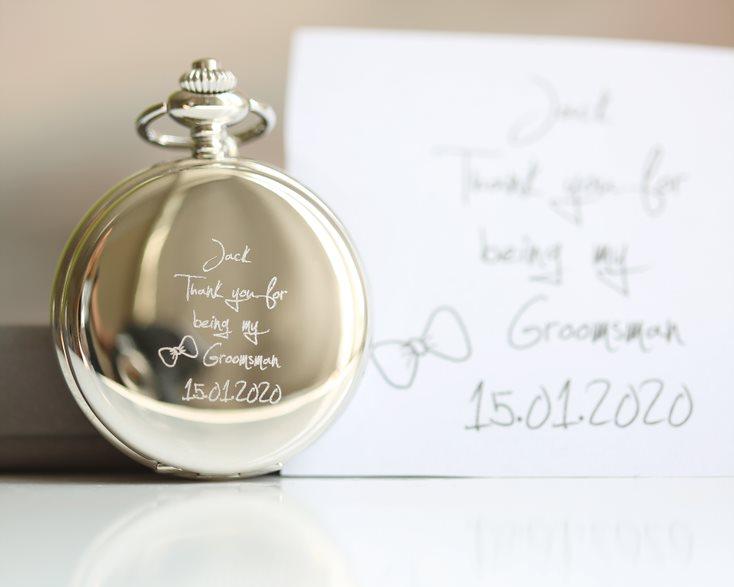 Jack
Thank you for
being my
Groomsman
15.01.2020
Jack
Thank you for
being my
Groomsman
15.01.2020